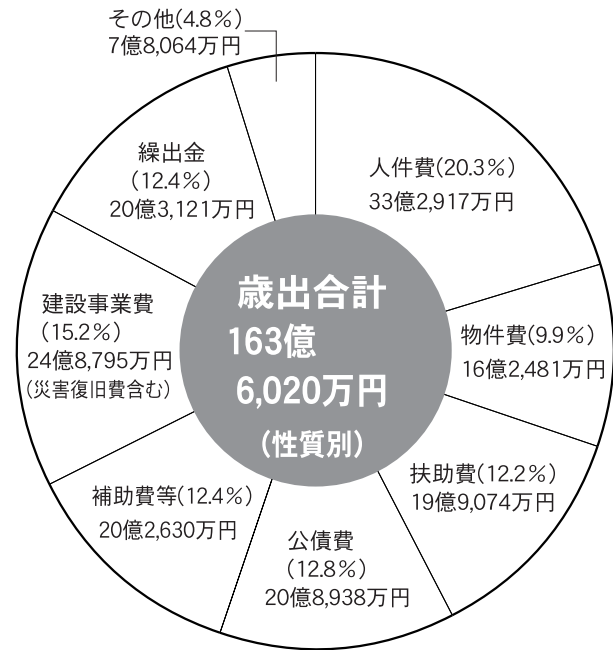 その他(4.8%)
7億8,064万円
人件費(20.3%)
33億2,917万円
物件費(9.9%)
16億2,481万円
扶助費(12.2%)
19億9,074万円
公債費
(12.8%)
20億8,938万円
補助費等(12.4%)
20億2,630万円
建設事業費
(15.2%)
24億8,795万円
(災害復旧費含む)
繰出金
(12.4%)
20億3,121万円
歳出合計
163億
6,020万円
(性質別)